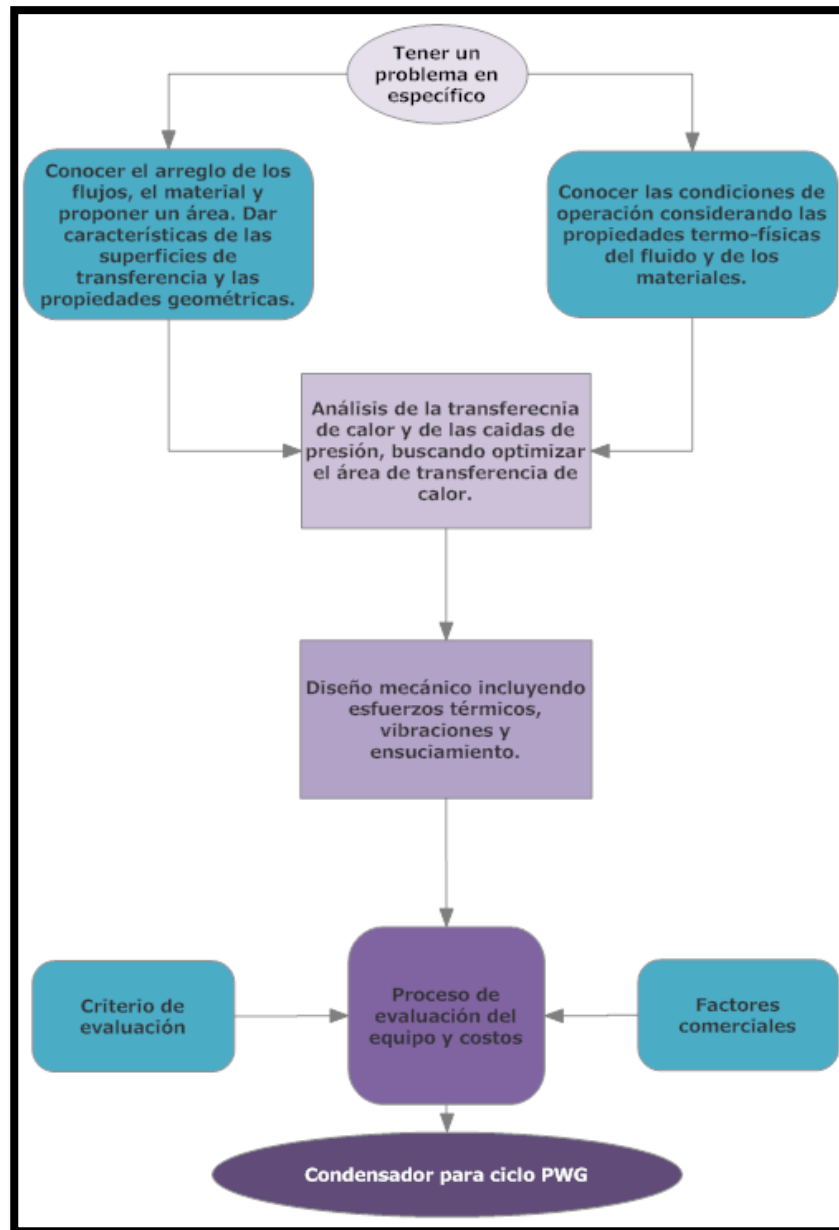 Tener un
problema en
específico
Conocer el arreglo de los
flujos, el material y
proponer un área. Dar
características de las
superficies de
transferencia y las
propiedades geométricas.
Conocer las condiciones de
operación considerando las
propiedades termo-físicas
del fluido y de los
materiales.
Análisis de la transferecnia
de calor y de las caidas de
presión, buscando optimizar
el área de transferencia de
calor.
Diseño mecánico incluyendo
esfuerzos térmicos,
vibraciones y
ensuciamiento.
Criterio de
evaluación
Proceso de
evaluación del
equipo y costos
Factores
comerciales
Condensador para ciclo PWG